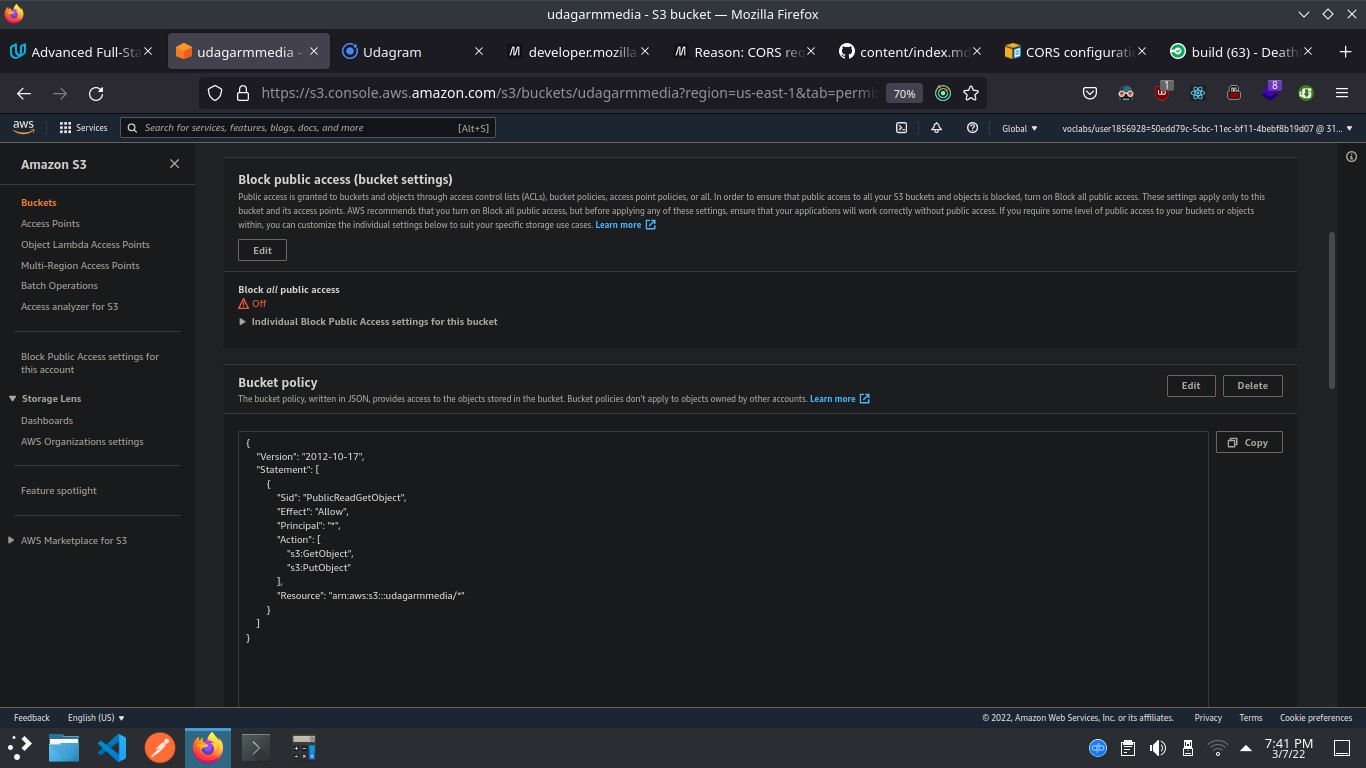 udagarmmedia - S3 bucket — Mozilla Firefox
Advanced Full-Sta
udagarmmedia -
Udagram
developer.mozilla
Reason: CORS req
content/index.md
CORS configuratio
build (63) - Death
https://s3.console.aws.amazon.com/s3/buckets/udagarmmedia?region=us-east-1&tab=permis
70%
1
8
aws
Services
Search for services, features, blogs, docs, and more
[Alt+S]
Global
voclabs/user1856928=50edd79c-5cbc-11ec-bf11-4bebf8b19d07 @ 31...
Amazon S3
Buckets
Access Points
Object Lambda Access Points
Multi-Region Access Points
Batch Operations
Access analyzer for S3
Block Public Access settings for
this account
Storage Lens
Dashboards
AWS Organizations settings
Feature spotlight
AWS Marketplace for S3
Block public access (bucket settings)
Public access is granted to buckets and objects through access control lists (ACLs), bucket policies, access point policies, or all. In order to ensure that public access to all your S3 buckets and objects is blocked, turn on Block all public access. These settings apply only to this
bucket and its access points. AWS recommends that you turn on Block all public access, but before applying any of these settings, ensure that your applications will work correctly without public access. If you require some level of public access to your buckets or objects
within, you can customize the individual settings below to suit your specific storage use cases. Learn more
Edit
Block all public access
Off
Individual Block Public Access settings for this bucket
Bucket policy
The bucket policy, written in JSON, provides access to the objects stored in the bucket. Bucket policies don't apply to objects owned by other accounts. Learn more
Edit
Delete
Copy
{
"Version": "2012-10-17",
"Statement": [
{
"Sid": "PublicReadGetObject",
"Effect": "Allow",
"Principal": "*",
"Action": [
"s3:GetObject",
"s3:PutObject"
],
"Resource": "arn:aws:s3:::udagarmmedia/*"
}
]
}
Feedback
English (US)
© 2022, Amazon Web Services, Inc. or its affiliates.
Privacy
Terms
Cookie preferences
qb
7:41 PM
3/7/22